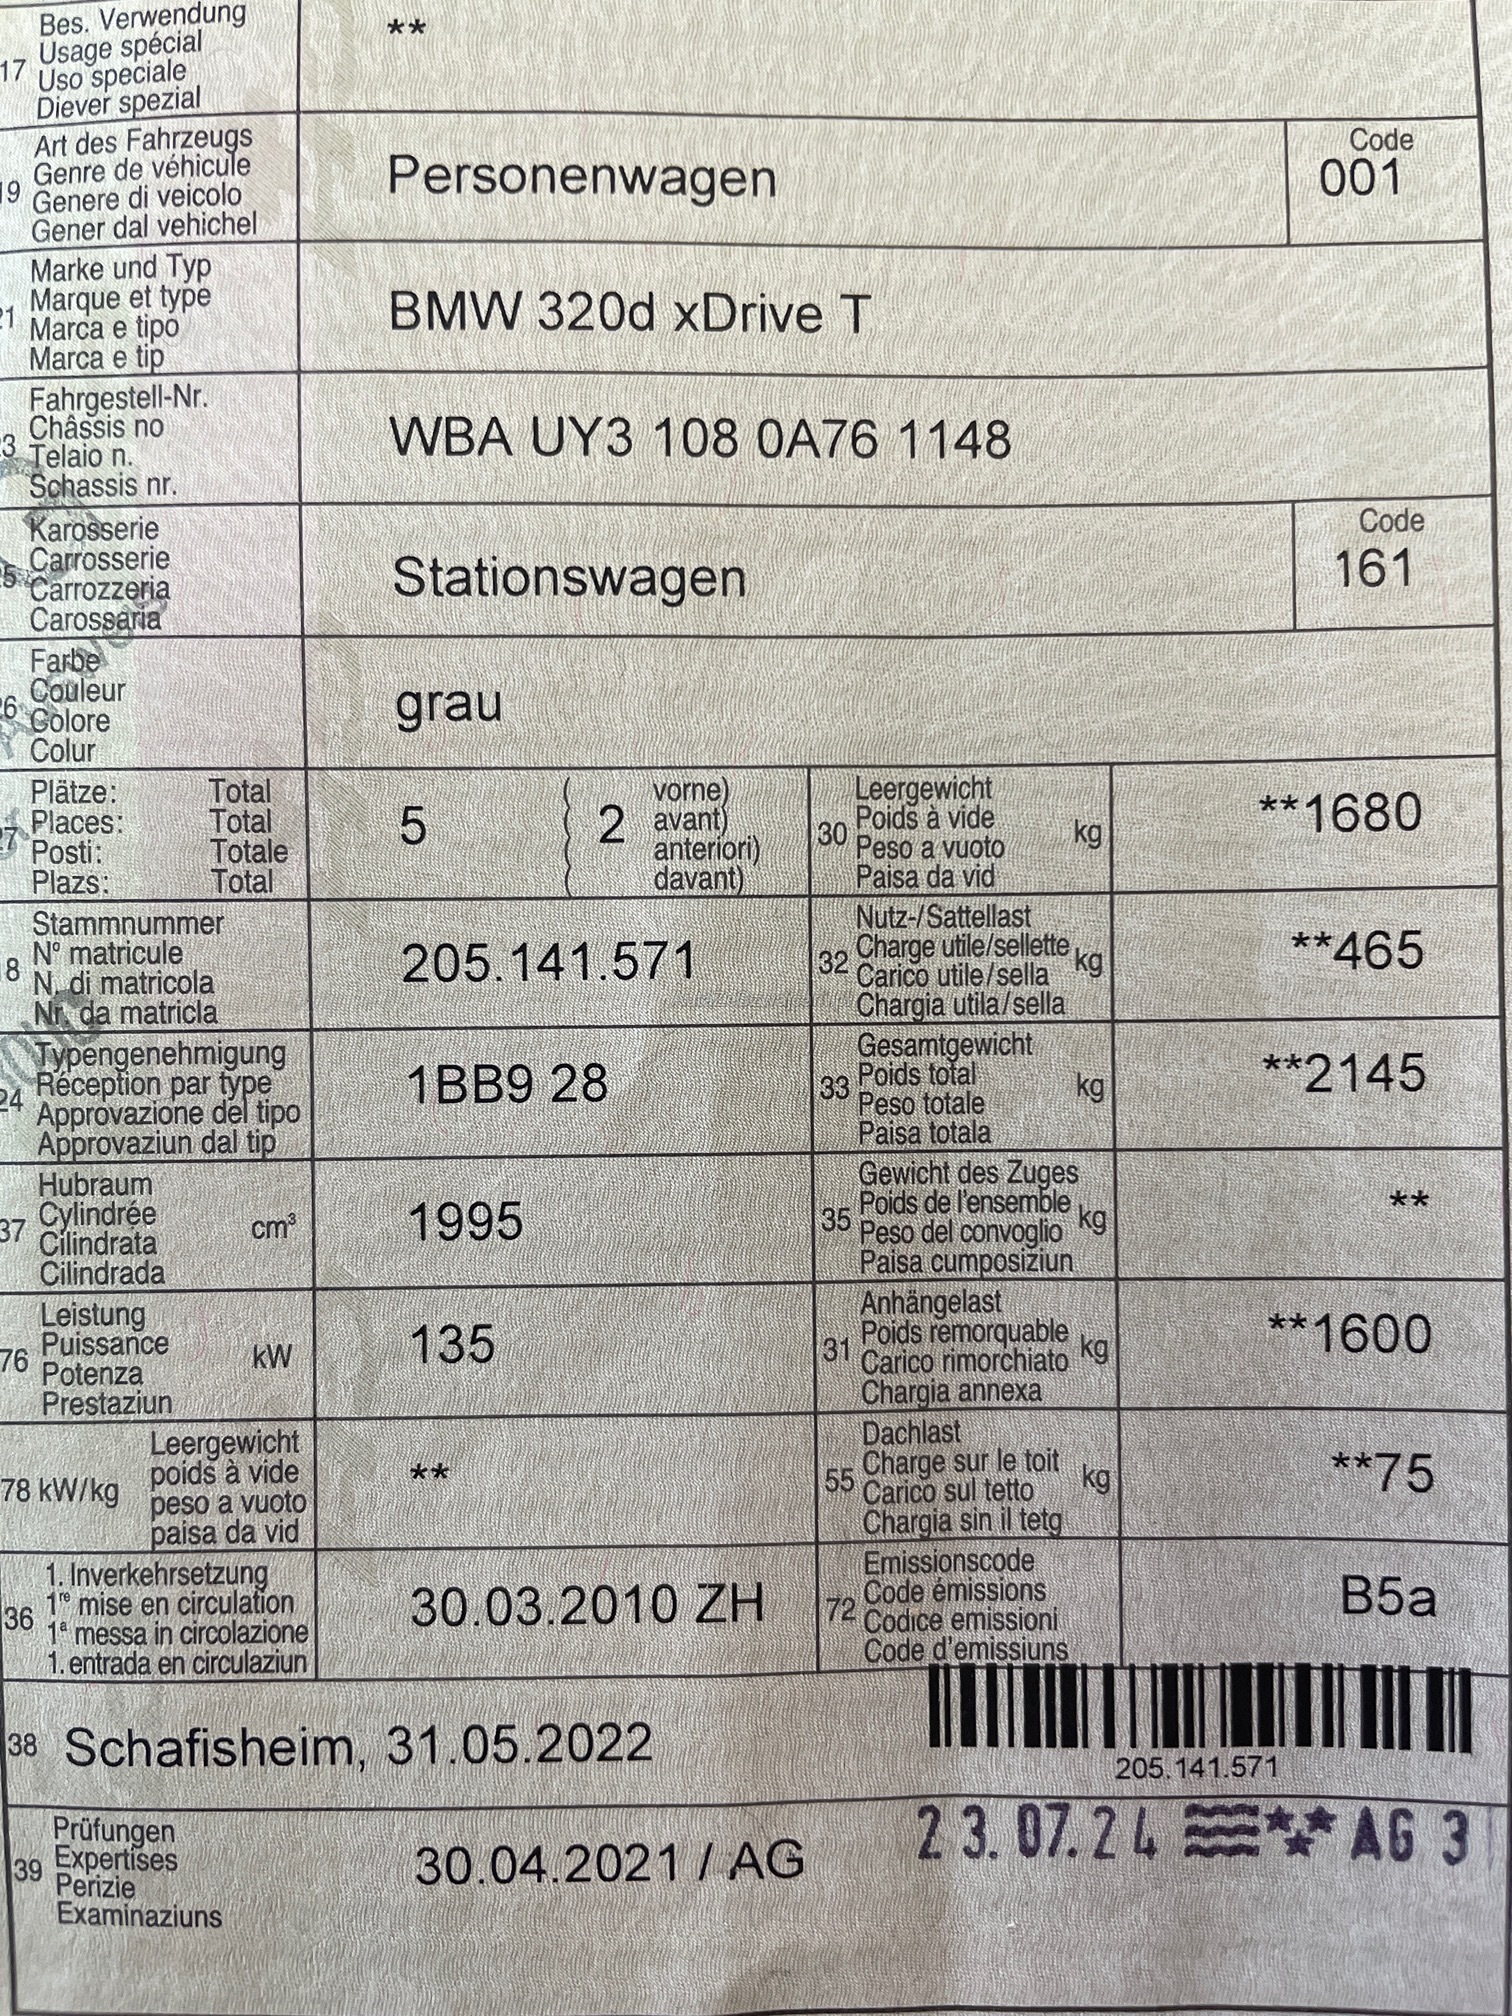 17 Bes. Verwendung
Usage spécial
Uso speciale
Diever spezial
**
19 Art des Fahrzeugs
Genre de véhicule
Genere di veicolo
Gener dal vehichel
Personenwagen
Code
001
21 Marke und Typ
Marque et type
Marca e tipo
Marca e tip
BMW 320d xDrive T
23 Fahrgestell-Nr.
Châssis no
Telaio n.
Schassis nr.
WBA UY3 108 0A76 1148
25 Karosserie
Carrosserie
Carrozzeria
Carossaria
Stationswagen
Code
161
26 Farbe
Couleur
Colore
Colur
grau
27 Plätze: Total
Places: Total
Posti: Totale
Plazs: Total
5 ( 2 vorne)
( avant)
( anteriori)
( davant)
30 Leergewicht
Poids à vide
Peso a vuoto
Paisa da vid
kg
**1680
18 Stammnummer
N° matricule
N. di matricola
Nr. da matricla
205.141.571
32 Nutz-/Sattellast
Charge utile/sellette
Carico utile/sella
Chargia utila/sella
kg
**465
24 Typengenehmigung
Réception par type
Approvazione del tipo
Approvaziun dal tip
1BB9 28
33 Gesamtgewicht
Poids total
Peso totale
Paisa totala
kg
**2145
37 Hubraum
Cylindrée
Cilindrata
Cilindrada
cm³
1995
35 Gewicht des Zuges
Poids de l'ensemble
Peso del convoglio
Paisa cumposiziun
kg
**
76 Leistung
Puissance
Potenza
Prestaziun
kW
135
31 Anhängelast
Poids remorquable
Carico rimorchiato
Chargia annexa
kg
**1600
78 kW/kg Leergewicht
poids à vide
peso a vuoto
paisa da vid
**
55 Dachlast
Charge sur le toit
Carico sul tetto
Chargia sin il tetg
kg
**75
36 1. Inverkehrsetzung
1re mise en circulation
1a messa in circolazione
1. entrada en circulaziun
30.03.2010 ZH
72 Emissionscode
Code émissions
Codice emissioni
Code d'emissiuns
B5a
38 Schafisheim, 31.05.2022
205.141.571
39 Prüfungen
Expertises
Perizie
Examinaziuns
30.04.2021 / AG
23.07.24 AG 3